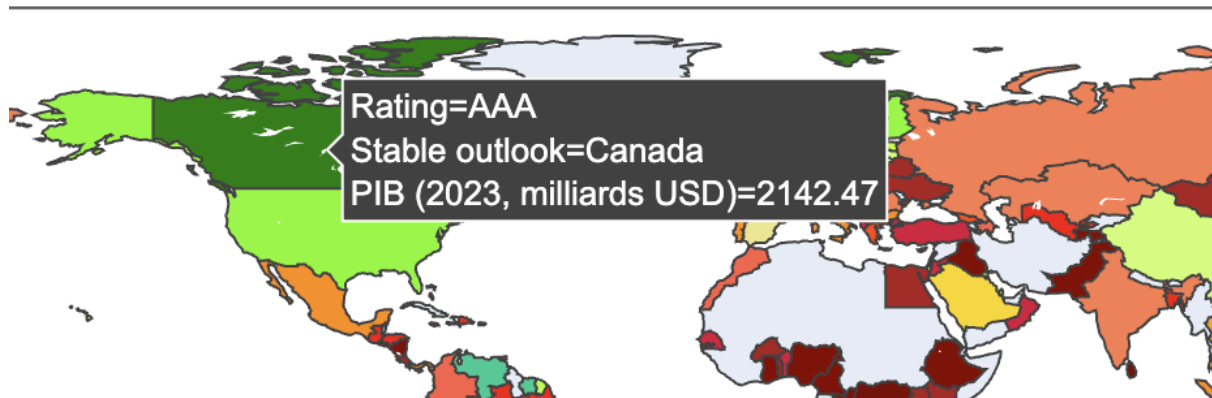 Rating=AAA
Stable outlook=Canada
PIB (2023, milliards USD)=2142.47